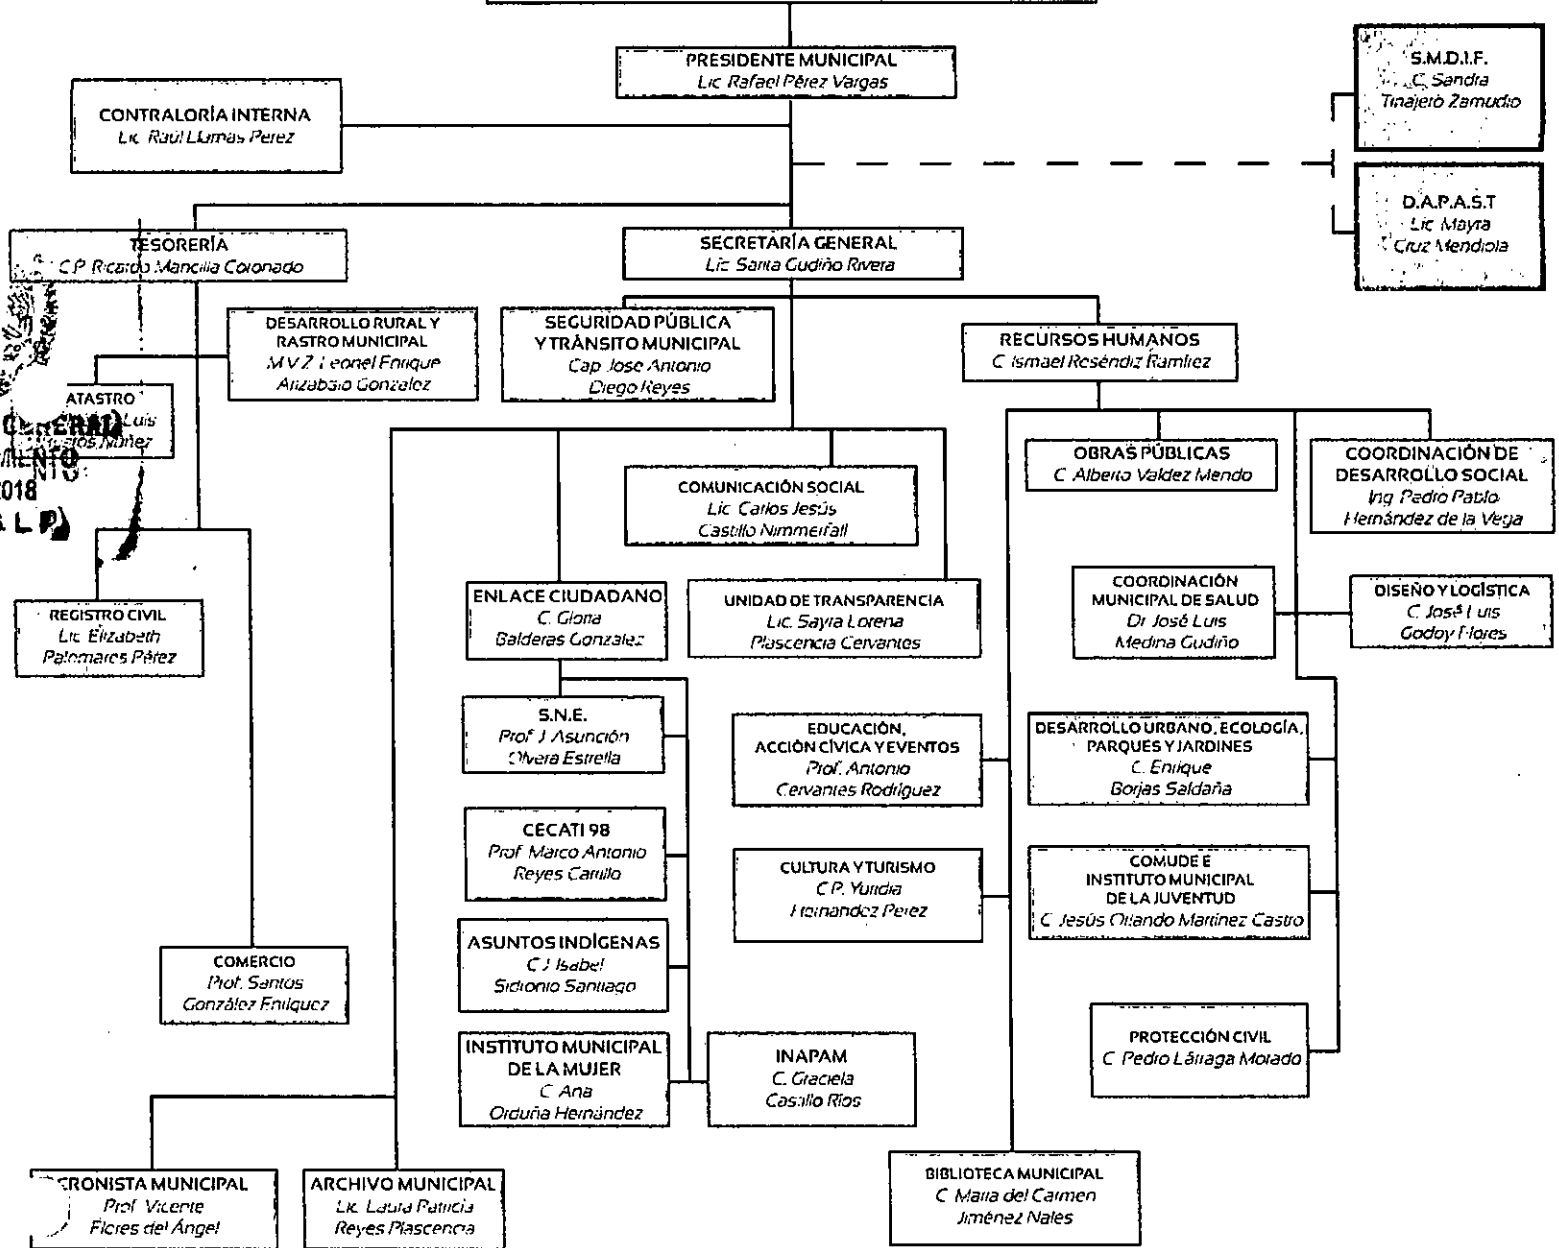 PRESIDENTE MUNICIPAL
Lic. Rafael Pérez Vargas
S.M.D.I.F.
C. Sandra
Tinajero Zamudio
CONTRALORÍA INTERNA
Lic. Raúl Llamas Perez
D.A.P.A.S.T
Lic. Mayra
Cruz Mendiola
TESORERÍA
C.P. Ricardo Mancilla Coronado
SECRETARÍA GENERAL
Lic. Santa Gudiño Rivera
DESARROLLO RURAL Y
RASTRO MUNICIPAL
M.V.Z. Leonel Enrique
Gonzalez
SEGURIDAD PÚBLICA
Y TRÁNSITO MUNICIPAL
Cap. Jose Antonio
Diego Reyes
RECURSOS HUMANOS
C. Ismael Reséndiz Ramírez
ATASTRO
Luis
Núñez
GENERAL
2018
OBRAS PÚBLICAS
C. Alberto Valdez Mendo
COORDINACIÓN DE
DESARROLLO SOCIAL
Ing. Pedro Pablo
Hernández de la Vega
COMUNICACIÓN SOCIAL
Lic. Carlos Jesús
Castillo Nimmerfall
REGISTRO CIVIL
Lic. Elizabeth
Palomares Pérez
ENLACE CIUDADANO
C. Gloria
Balderas Gonzalez
UNIDAD DE TRANSPARENCIA
Lic. Sayra Lorena
Plascencia Cervantes
COORDINACIÓN
MUNICIPAL DE SALUD
Dr. José Luis
Medina Gudiño
DISEÑO Y LOGÍSTICA
C. José Luis
Godoy Flores
S.N.E.
Prof. J. Asunción
Olvera Estrella
EDUCACIÓN,
ACCIÓN CÍVICA Y EVENTOS
Prof. Antonio
Cervantes Rodríguez
DESARROLLO URBANO, ECOLOGÍA,
PARQUES Y JARDINES
C. Enrique
Borjas Saldaña
CECATI 98
Prof. Marco Antonio
Reyes Carrillo
CULTURA Y TURISMO
C.P. Yuridia
Hernandez Perez
COMUDE E
INSTITUTO MUNICIPAL
DE LA JUVENTUD
C. Jesús Orlando Martínez Castro
ASUNTOS INDÍGENAS
C. J. Isabel
Sidronio Santiago
COMERCIO
Prof. Santos
González Enríquez
PROTECCIÓN CIVIL
C. Pedro Lárraga Morado
INSTITUTO MUNICIPAL
DE LA MUJER
C. Ana
Orduña Hernández
INAPAM
C. Graciela
Castillo Ríos
CRONISTA MUNICIPAL
Prof. Vicente
Flores del Ángel
ARCHIVO MUNICIPAL
Lic. Laura Patricia
Reyes Plascencia
BIBLIOTECA MUNICIPAL
C. Maria del Carmen
Jiménez Nales